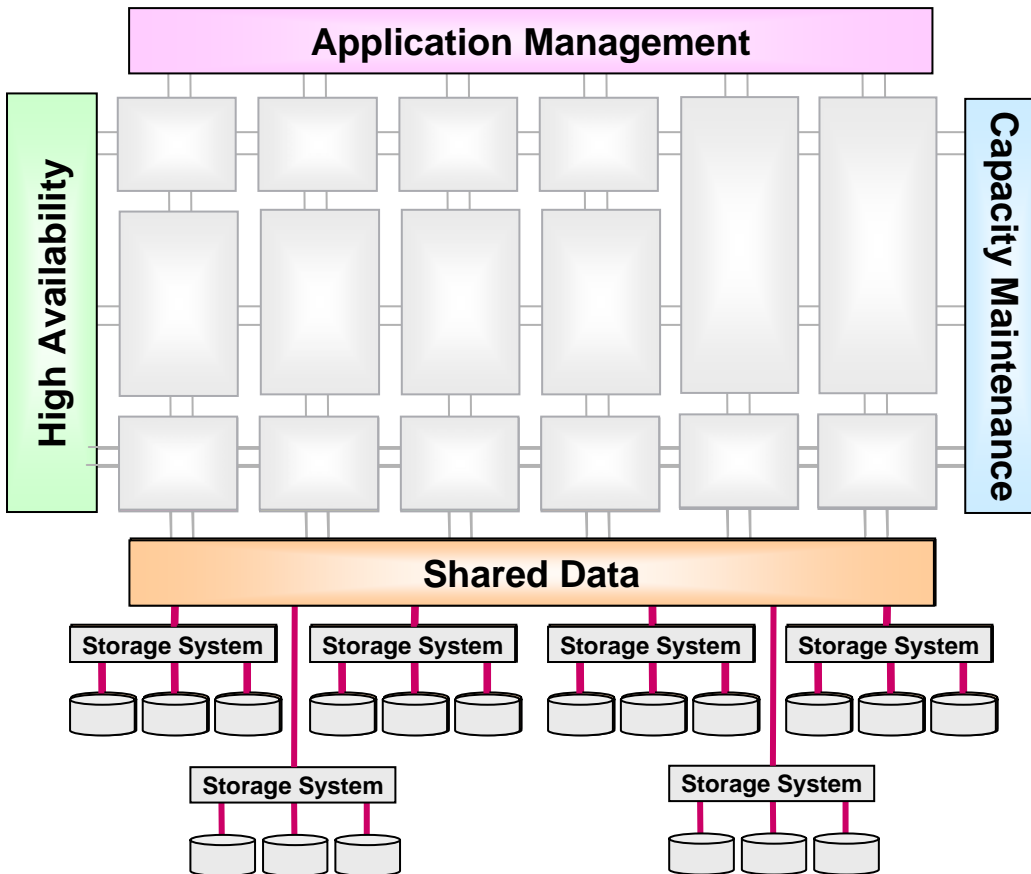 Application Management
High Availability
Capacity Maintenance
Shared Data
Storage System
Storage System
Storage System
Storage System
Storage System
Storage System